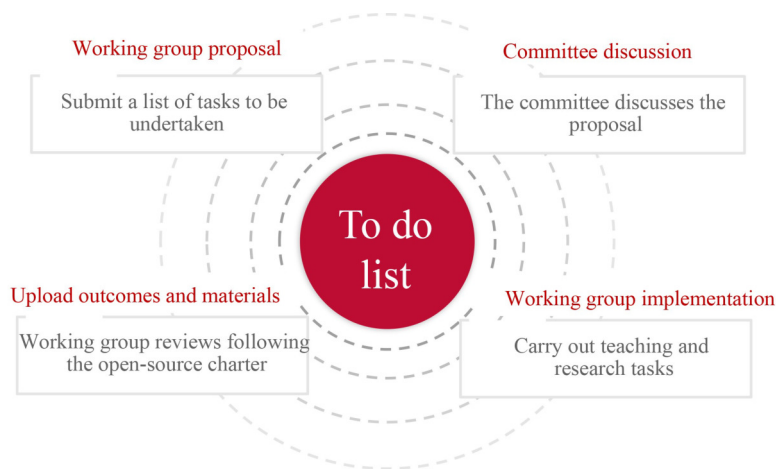 Working group proposal
Submit a list of tasks to be
undertaken
Committee discussion
The committee discusses the
proposal
To do
list
Upload outcomes and materials
Working group reviews following
the open-source charter
Working group implementation
Carry out teaching and
research tasks